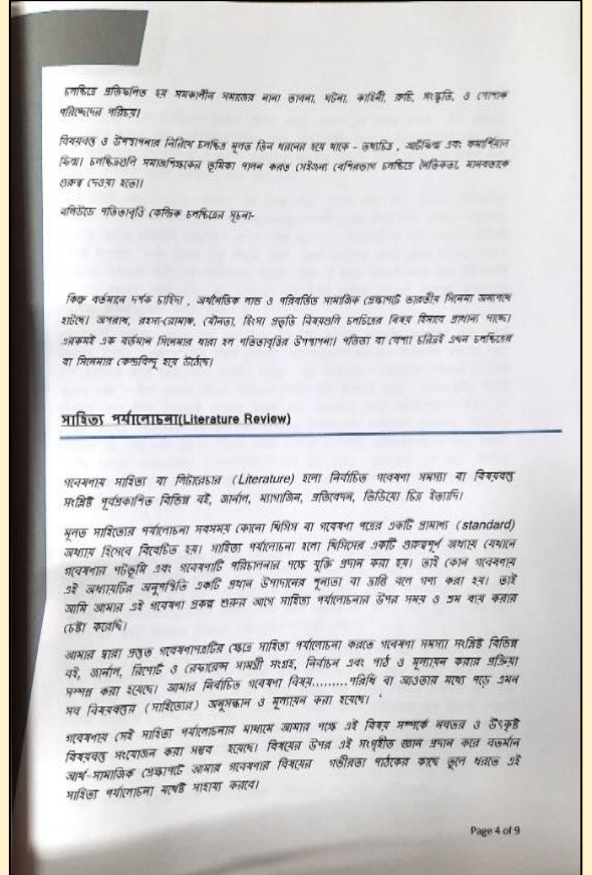 চলচ্চিত্রে প্রতিফলিত হয় সমকালীন সমাজের নানা ভাবনা, ঘটনা, কাহিনী, রুচি, সংস্কৃতি, ও পোশাক
পরিচ্ছেদের পরিচয়।
বিষয়বস্তু ও উপস্থাপনার নিরিখে চলচ্চিত্র মূলত তিন ধরনের হয়ে থাকে - তথ্যচিত্র , আর্টফিল্ম এবং কমার্শিয়াল
ফিল্ম। চলচ্চিত্রগুলি সমাজশিক্ষকের ভূমিকা পালন করত সেইজন্য বেশিরভাগ চলচ্চিত্রে নৈতিকতা, মানবতাকে
গুরুত্ব দেওয়া হতো।
বলিউডে পতিতাবৃত্তি কেন্দ্রিক চলচ্চিত্রের সূচনা-
কিন্তু বর্তমানে দর্শক চাহিদা , অর্থনৈতিক লাভ ও পরিবর্তিত সামাজিক প্রেক্ষাপটে ভারতীয় সিনেমা অন্যপথে
হাটছে। অপরাধ, রহস্য-রোমাঞ্চ, যৌনতা, হিংসা প্রভৃতি বিষয়গুলি চলচ্চিত্রের বিষয় হিসাবে প্রাধান্য পাচ্ছে।
এরকমই এক বর্তমান সিনেমার ধারা হল পতিতাবৃত্তির উপস্থাপনা। পতিতা বা বেশ্যা চরিত্রই এখন চলচ্চিত্রের
বা সিনেমার কেন্দ্রবিন্দু হয়ে উঠেছে।
সাহিত্য পর্যালোচনা(Literature Review)
গবেষণায় সাহিত্য বা লিটারেচার (Literature) হলো নির্বাচিত গবেষণা সমস্যা বা বিষয়বস্তু
সংশ্লিষ্ট পূর্বপ্রকাশিত বিভিন্ন বই, জার্নাল, ম্যাগাজিন, প্রতিবেদন, ভিডিয়ো চিত্র ইত্যাদি।
মূলত সাহিত্যের পর্যালোচনা সবসময় কোনো থিসিস বা গবেষণা পত্রের একটি প্রামাণ্য (standard)
অধ্যায় হিসেবে বিবেচিত হয়। সাহিত্য পর্যালোচনা হলো থিসিসের একটি গুরুত্বপূর্ণ অধ্যায় যেখানে
গবেষণার পটভূমি এবং গবেষণাটি পরিচালনার পক্ষে যুক্তি প্রদান করা হয়। তাই কোন গবেষণায়
এই অধ্যায়টির অনুপস্থিতি একটি প্রধান উপাদানের শূন্যতা বা ত্রুটি বলে গণ্য করা হয়। তাই
আমি আমার এই গবেষণা প্রকল্প শুরুর আগে সাহিত্য পর্যালোচনার উপর সময় ও শ্রম ব্যয় করার
চেষ্টা করেছি।
আমার দ্বারা প্রস্তুত গবেষণাপত্রটির ক্ষেত্রে সাহিত্য পর্যালোচনা করতে গবেষণা সমস্যা সংশ্লিষ্ট বিভিন্ন
বই, জার্নাল, রিপোর্ট ও রেফারেন্স সামগ্রী সংগ্রহ, নির্বাচন এবং পাঠ ও মূল্যায়ন করার প্রক্রিয়া
সম্পন্ন করা হয়েছে। আমার নির্বাচিত গবেষণা বিষয়.........পরিধি বা আওতার মধ্যে পড়ে এমন
সব বিষয়বস্তুর (সাহিত্যের) অনুসন্ধান ও মূল্যায়ন করা হয়েছে।
গবেষণায় সেই সাহিত্য পর্যালোচনার মাধ্যমে আমার পক্ষে এই বিষয় সম্পর্কে নবতর ও উৎকৃষ্ট
বিষয়বস্তু সংযোজন করা সম্ভব হয়েছে। বিষয়ের উপর এই সংগৃহীত জ্ঞান প্রদান করে বর্তমান
আর্থ-সামাজিক প্রেক্ষাপটে আমার গবেষণার বিষয়ের গভীরতা পাঠকের কাছে তুলে ধরতে এই
সাহিত্য পর্যালোচনা যথেষ্ট সাহায্য করবে।
Page 4 of 9